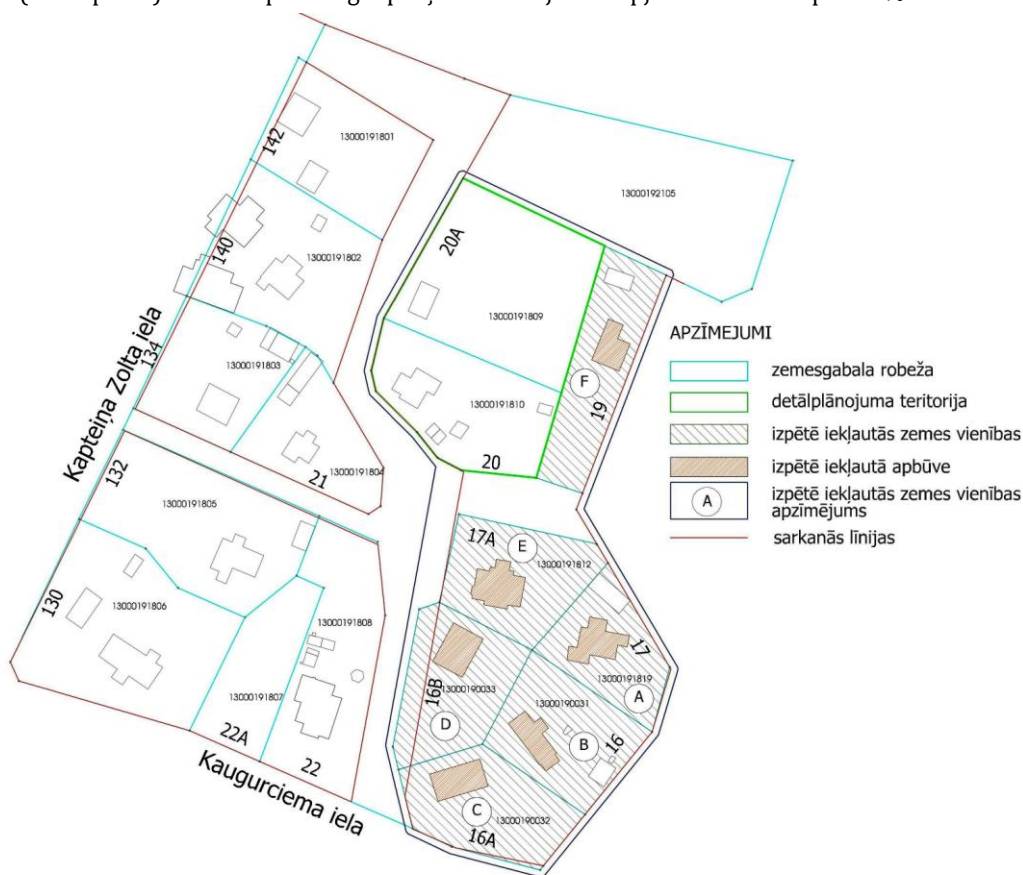 13000191801
142
13000192105
20A
13000191802
140
13000191809
APZĪMEJUMI
134
Kapteiņa Zolta iela
13000191803
zemesgabala robeža
F
19
detālplānojuma teritorija
13000191810
izpētē iekļautās zemes vienības
20
izpētē iekļautā apbūve
132
21
13000191804
A
izpētē iekļautās zemes vienības
apzīmējums
13000191805
sarkanās līnijas
17A
E
13000191812
130
13000191806
13000191808
17
13000191819
13000190033
16B
A
13000191807
13000190031
D
B
16
22A
22
Kaugurciema iela
C
13000190032
16A